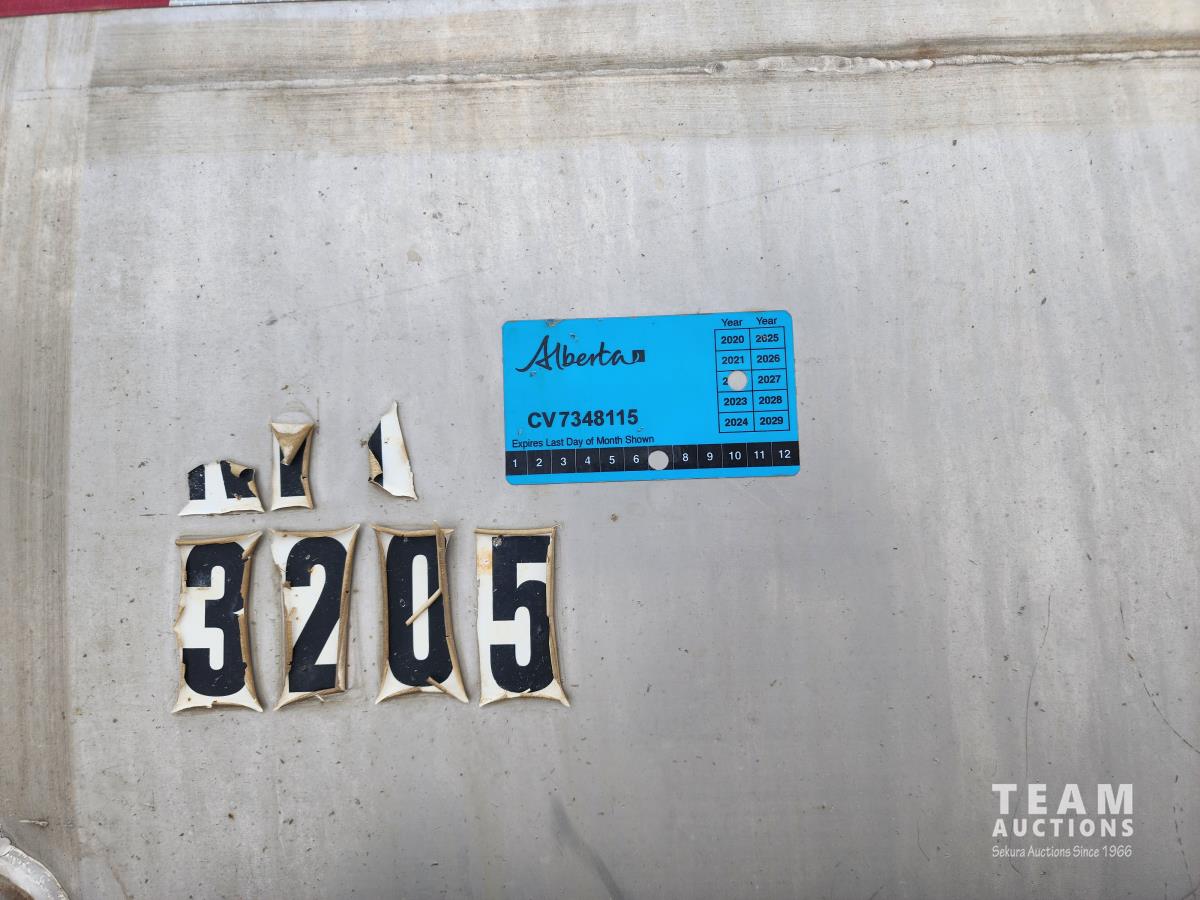 Year Year
2020 2025
2021 2026
Alberta
2 2027
2023 2028
CV7348115
2024 2029
Expires Last Day of Month Shown
1 2 3 4 5 6 8 9 10 11 12
3205
TEAM
AUCTIONS
Sekura Auctions Since 1966